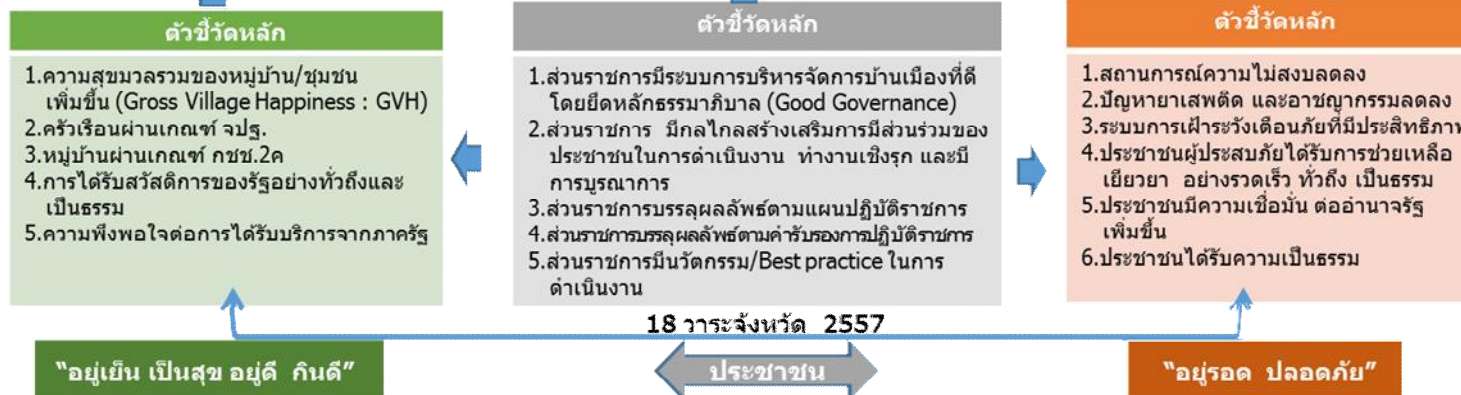 ตัวชี้วัดหลัก
1.ความสุขมวลรวมของหมู่บ้าน/ชุมชน
เพิ่มขึ้น (Gross Village Happiness : GVH)
2.ครัวเรือนผ่านเกณฑ์ จปฐ.
3.หมู่บ้านผ่านเกณฑ์ กชช.2ค
4.การได้รับสวัสดิการของรัฐอย่างทั่วถึงและ
เป็นธรรม
5.ความพึงพอใจต่อการได้รับบริการจากภาครัฐ
ตัวชี้วัดหลัก
1.ส่วนราชการมีระบบการบริหารจัดการบ้านเมืองที่ดี
โดยยึดหลักธรรมาภิบาล (Good Governance)
2.ส่วนราชการ มีกลไกลสร้างเสริมการมีส่วนร่วมของ
ประชาชนในการดำเนินงาน ทำงานเชิงรุก และมี
การบูรณาการ
3.ส่วนราชการบรรลุผลลัพธ์ตามแผนปฏิบัติราชการ
4.ส่วนราชการบรรลุผลลัพธ์ตามคำรับรองการปฏิบัติราชการ
5.ส่วนราชการมีนวัตกรรม/Best practice ในการ
ดำเนินงาน
ตัวชี้วัดหลัก
1.สถานการณ์ความไม่สงบลดลง
2.ปัญหายาเสพติด และอาชญากรรมลดลง
3.ระบบการเฝ้าระวังเตือนภัยที่มีประสิทธิภาพ
4.ประชาชนผู้ประสบภัยได้รับการช่วยเหลือ
เยียวยา อย่างรวดเร็ว ทั่วถึง เป็นธรรม
5.ประชาชนมีความเชื่อมั่น ต่ออำนาจรัฐ
เพิ่มขึ้น
6.ประชาชนได้รับความเป็นธรรม
18 วาระจังหวัด 2557
"อยู่เย็น เป็นสุข อยู่ดี กินดี"
ประชาชน
"อยู่รอด ปลอดภัย"